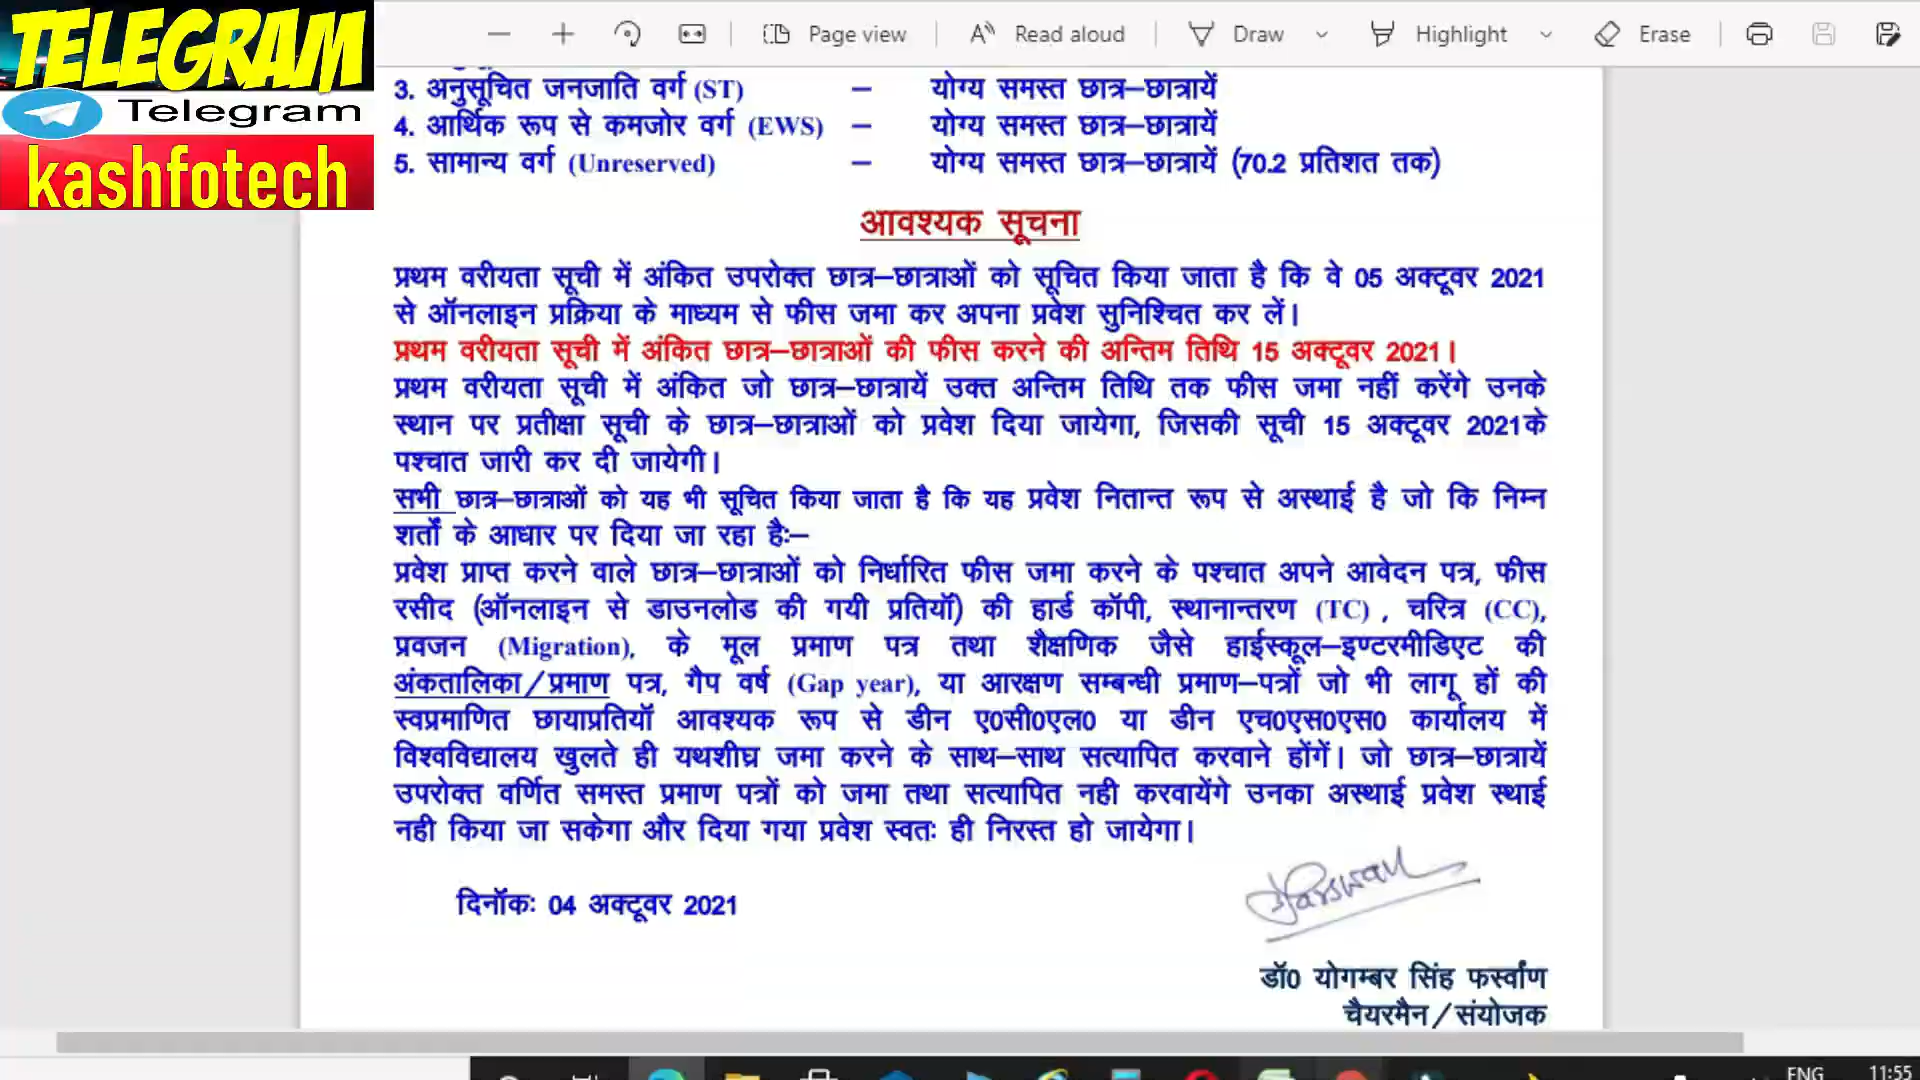 TELEGRAM
Telegram
kashfotech
Page view
Read aloud
Draw
Highlight
Erase
3. अनुसूचित जनजाति वर्ग (ST) – योग्य समस्त छात्र–छात्रायें
4. आर्थिक रूप से कमजोर वर्ग (EWS) – योग्य समस्त छात्र–छात्रायें
5. सामान्य वर्ग (Unreserved) – योग्य समस्त छात्र–छात्रायें (70.2 प्रतिशत तक)
आवश्यक सूचना
प्रथम वरीयता सूची में अंकित उपरोक्त छात्र–छात्राओं को सूचित किया जाता है कि वे 05 अक्टूवर 2021
से ऑनलाइन प्रक्रिया के माध्यम से फीस जमा कर अपना प्रवेश सुनिश्चित कर लें।
प्रथम वरीयता सूची में अंकित छात्र–छात्राओं की फीस करने की अन्तिम तिथि 15 अक्टूवर 2021।
प्रथम वरीयता सूची में अंकित जो छात्र–छात्रायें उक्त अन्तिम तिथि तक फीस जमा नहीं करेंगे उनके
स्थान पर प्रतीक्षा सूची के छात्र–छात्राओं को प्रवेश दिया जायेगा, जिसकी सूची 15 अक्टूवर 2021के
पश्चात जारी कर दी जायेगी।
सभी छात्र–छात्राओं को यह भी सूचित किया जाता है कि यह प्रवेश नितान्त रूप से अस्थाई है जो कि निम्न
शर्तों के आधार पर दिया जा रहा है:–
प्रवेश प्राप्त करने वाले छात्र–छात्राओं को निर्धारित फीस जमा करने के पश्चात अपने आवेदन पत्र, फीस
रसीद (ऑनलाइन से डाउनलोड की गयी प्रतियॉ) की हार्ड कॉपी, स्थानान्तरण (TC) , चरित्र (CC),
प्रवजन (Migration), के मूल प्रमाण पत्र तथा शैक्षणिक जैसे हाईस्कूल–इण्टरमीडिएट की
अंकतालिका/प्रमाण पत्र, गैप वर्ष (Gap year), या आरक्षण सम्बन्धी प्रमाण–पत्रों जो भी लागू हों की
स्वप्रमाणित छायाप्रतियॉ आवश्यक रूप से डीन ए0सी0एल0 या डीन एच0एस0एस0 कार्यालय में
विश्वविद्यालय खुलते ही यथशीघ्र जमा करने के साथ–साथ सत्यापित करवाने होंगें। जो छात्र–छात्रायें
उपरोक्त वर्णित समस्त प्रमाण पत्रों को जमा तथा सत्यापित नही करवायेंगे उनका अस्थाई प्रवेश स्थाई
नही किया जा सकेगा और दिया गया प्रवेश स्वतः ही निरस्त हो जायेगा।
दिनॉकः 04 अक्टूवर 2021
डॉ0 योगम्बर सिंह फर्स्वाण
चैयरमैन/संयोजक
ENG
11:55